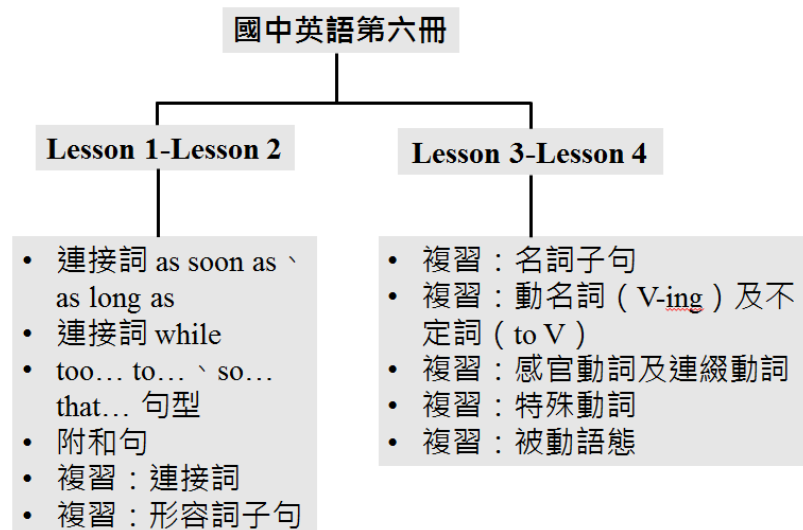 國中英語第六冊
Lesson 1-Lesson 2
• 連接詞 as soon as、
as long as
• 連接詞 while
• too… to…、so…
that… 句型
• 附和句
• 複習：連接詞
• 複習：形容詞子句
Lesson 3-Lesson 4
• 複習：名詞子句
• 複習：動名詞（V-ing）及不
定詞（to V）
• 複習：感官動詞及連綴動詞
• 複習：特殊動詞
• 複習：被動語態